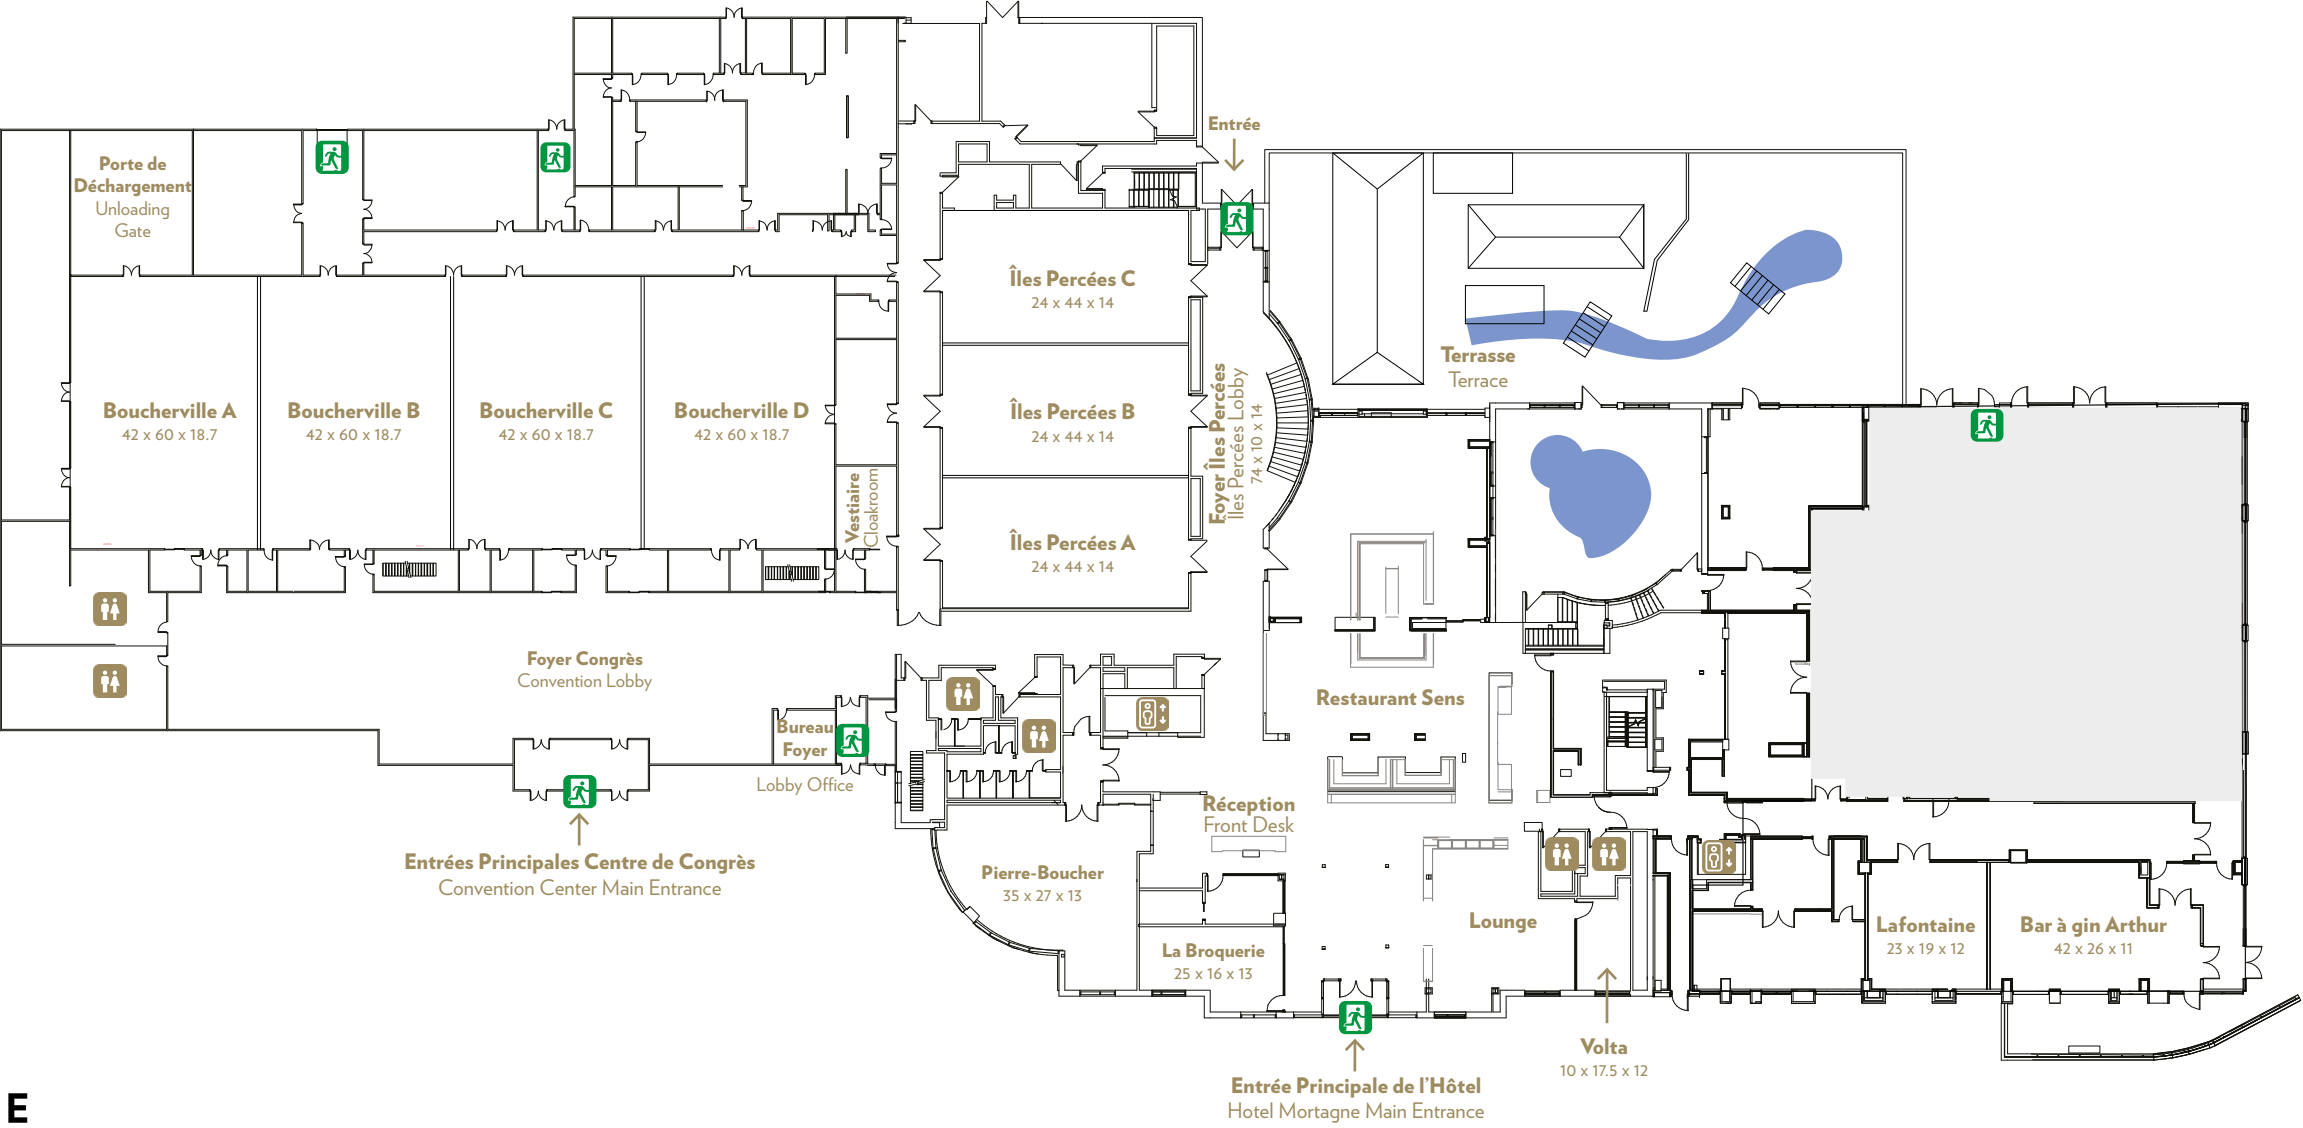 Entrée
Porte de
Déchargement
Unloading
Gate
Îles Percées C
24 x 44 x 14
Terrasse
Terrace
Boucherville A
42 x 60 x 18.7
Boucherville B
42 x 60 x 18.7
Boucherville C
42 x 60 x 18.7
Boucherville D
42 x 60 x 18.7
Îles Percées B
24 x 44 x 14
Foyer Îles Percées
Îles Percées Lobby
74 x 10 x 14
Vestiaire
Cloakroom
Îles Percées A
24 x 44 x 14
Foyer Congrès
Convention Lobby
Restaurant Sens
Bureau
Foyer
Lobby Office
Réception
Front Desk
Entrées Principales Centre de Congrès
Convention Center Main Entrance
Pierre-Boucher
35 x 27 x 13
La Broquerie
25 x 16 x 13
Lounge
Lafontaine
23 x 19 x 12
Bar à gin Arthur
42 x 26 x 11
Volta
10 x 17.5 x 12
Entrée Principale de l'Hôtel
Hotel Mortagne Main Entrance
E